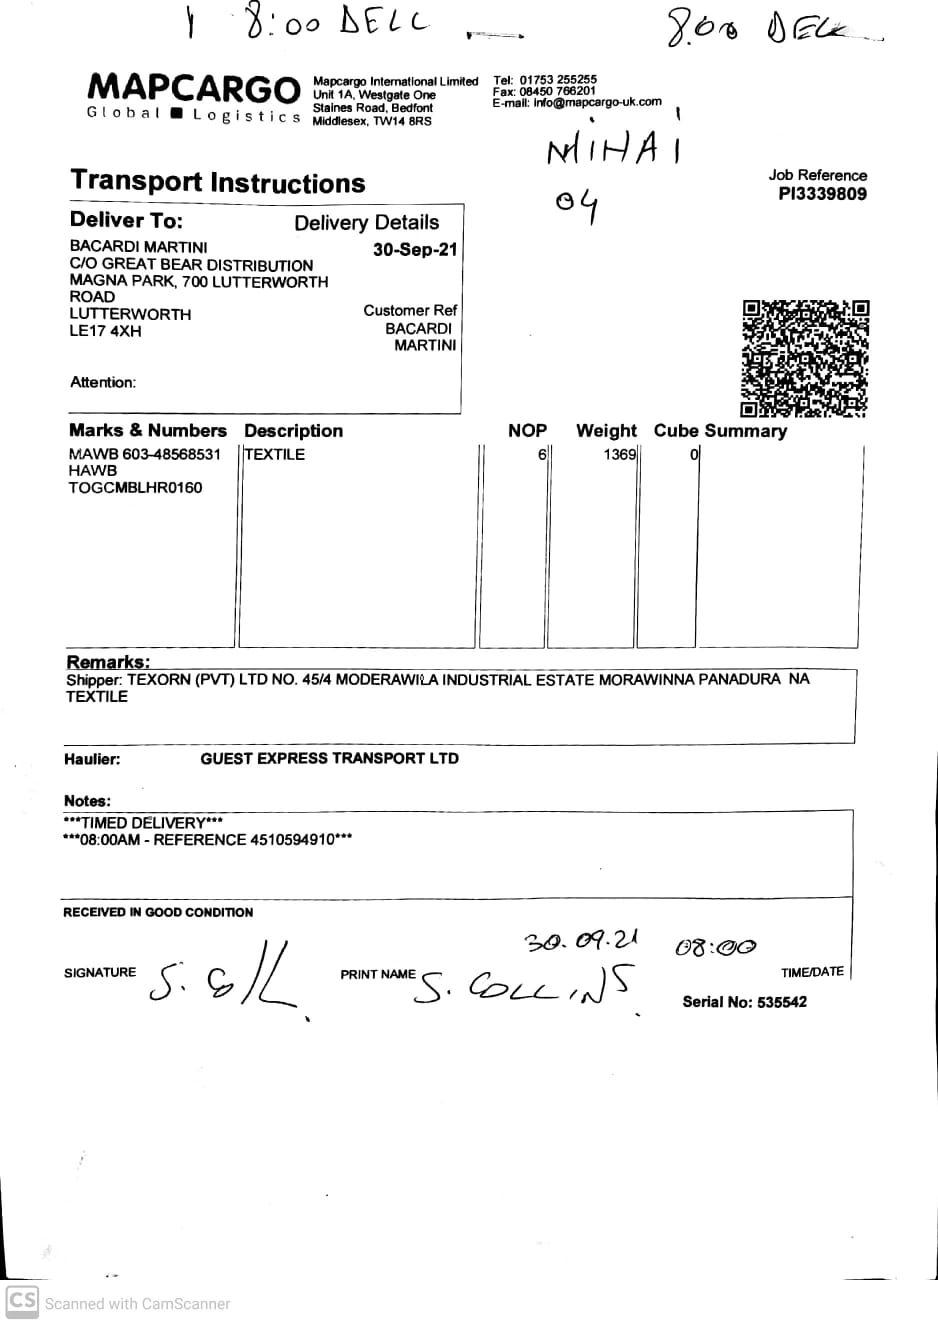 1 8:00 DELL
8:00 DELL
MAPCARGO
Global ■ Logistics
Mapcargo International Limited
Unit 1A, Westgate One
Staines Road, Bedfont
Middlesex, TW14 8RS
Tel: 01753 255255
Fax: 08450 766201
E-mail: info@mapcargo-uk.com
MIHAI
04
Transport Instructions
Job Reference
PI3339809
Deliver To: Delivery Details
BACARDI MARTINI 30-Sep-21
C/O GREAT BEAR DISTRIBUTION
MAGNA PARK, 700 LUTTERWORTH
ROAD
LUTTERWORTH Customer Ref
LE17 4XH BACARDI
MARTINI
Attention:
Marks & Numbers Description NOP Weight Cube Summary
MAWB 603-48568531 TEXTILE 6 1369 0
HAWB
TOGCMBLHR0160
Remarks:
Shipper: TEXORN (PVT) LTD NO. 45/4 MODERAWILA INDUSTRIAL ESTATE MORAWINNA PANADURA NA
TEXTILE
Haulier: GUEST EXPRESS TRANSPORT LTD
Notes:
***TIMED DELIVERY***
***08:00AM - REFERENCE 4510594910***
RECEIVED IN GOOD CONDITION
30.09.21 08:00
SIGNATURE PRINT NAME S. COLLINS TIME/DATE
Serial No: 535542
CS Scanned with CamScanner